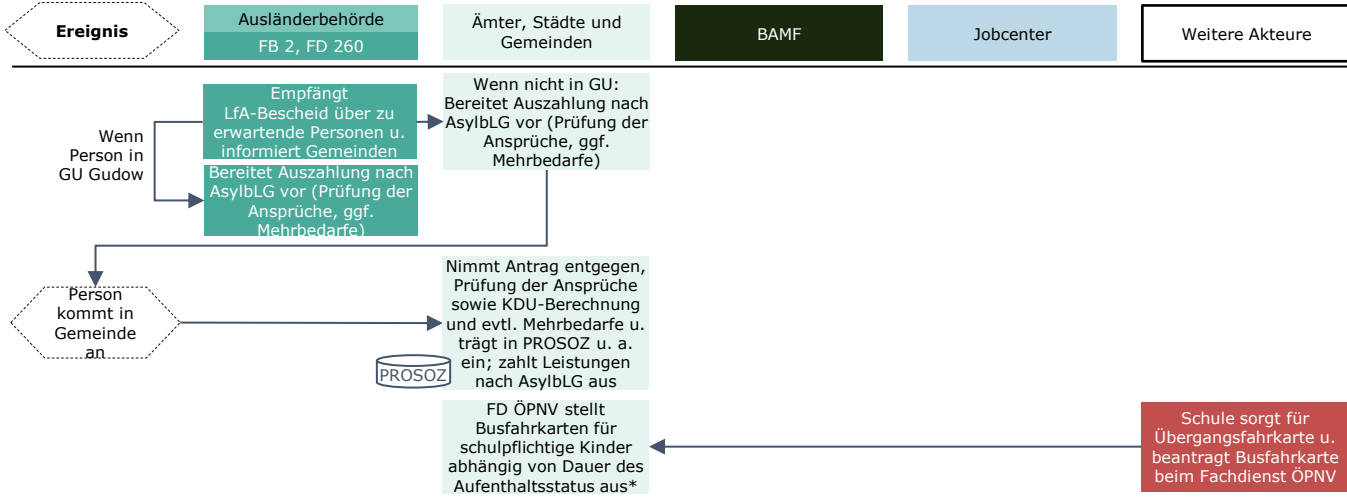 Ereignis
Ausländerbehörde
FB 2, FD 260
Ämter, Städte und
Gemeinden
BAMF
Jobcenter
Weitere Akteure
Wenn
Person in
GU Gudow
Empfängt
LfA-Bescheid über zu
erwartende Personen u.
informiert Gemeinden
Wenn nicht in GU:
Bereitet Auszahlung nach
AsylbLG vor (Prüfung der
Ansprüche, ggf.
Mehrbedarfe)
Bereitet Auszahlung nach
AsylbLG vor (Prüfung der
Ansprüche, ggf.
Mehrbedarfe)
Person
kommt in
Gemeinde
an
Nimmt Antrag entgegen,
Prüfung der Ansprüche
sowie KDU-Berechnung
und evtl. Mehrbedarfe u.
trägt in PROSOZ u. a.
ein; zahlt Leistungen
nach AsylbLG aus
PROSOZ
FD ÖPNV stellt
Busfahrkarten für
schulpflichtige Kinder
abhängig von Dauer des
Aufenthaltsstatus aus*
Schule sorgt für
Übergangsfahrkarte u.
beantragt Busfahrkarte
beim Fachdienst ÖPNV